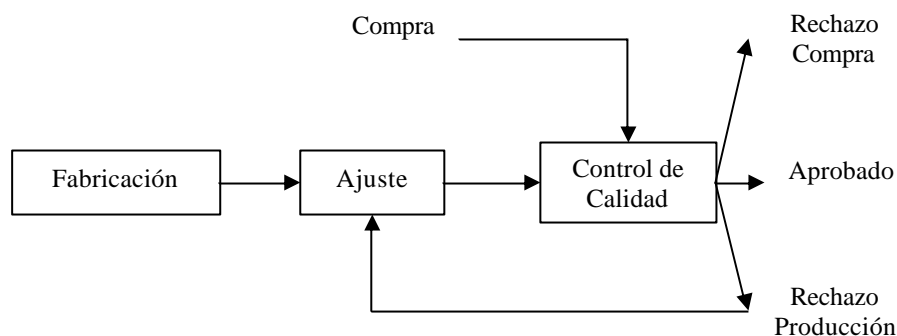 Compra
Rechazo
Compra
Fabricación
Ajuste
Control de
Calidad
Aprobado
Rechazo
Producción